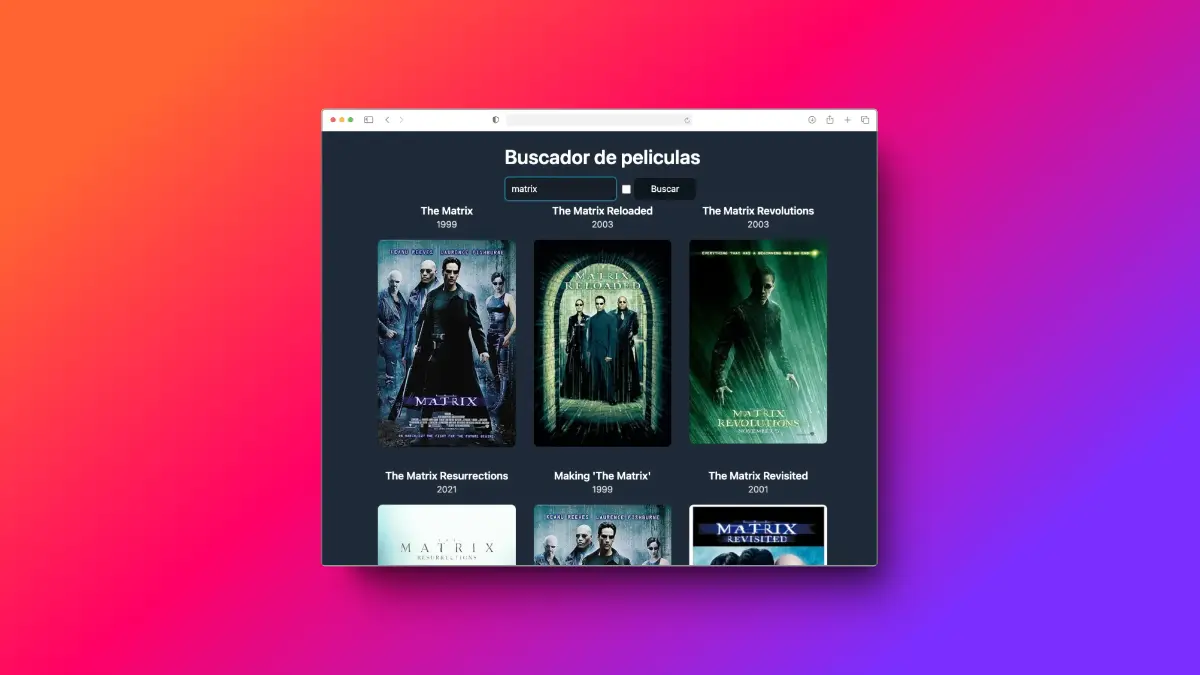 Buscador de peliculas
matrix
Buscar
The Matrix
1999
The Matrix Reloaded
2003
The Matrix Revolutions
2003
KEANU REEVES LAURENCE FISHBURNE
MATRIX
MATRIX
RELOADED
EVERYTHING THAT HAS A BEGINNING HAS AN END
MATRIX
REVOLUTIONS
NOVEMBER 5
The Matrix Resurrections
2021
Making 'The Matrix'
1999
The Matrix Revisited
2001
MATRIX
RESURRECTIONS
KEANU REEVES LAURENCE FISHBURNE
MATRIX
REVISITED